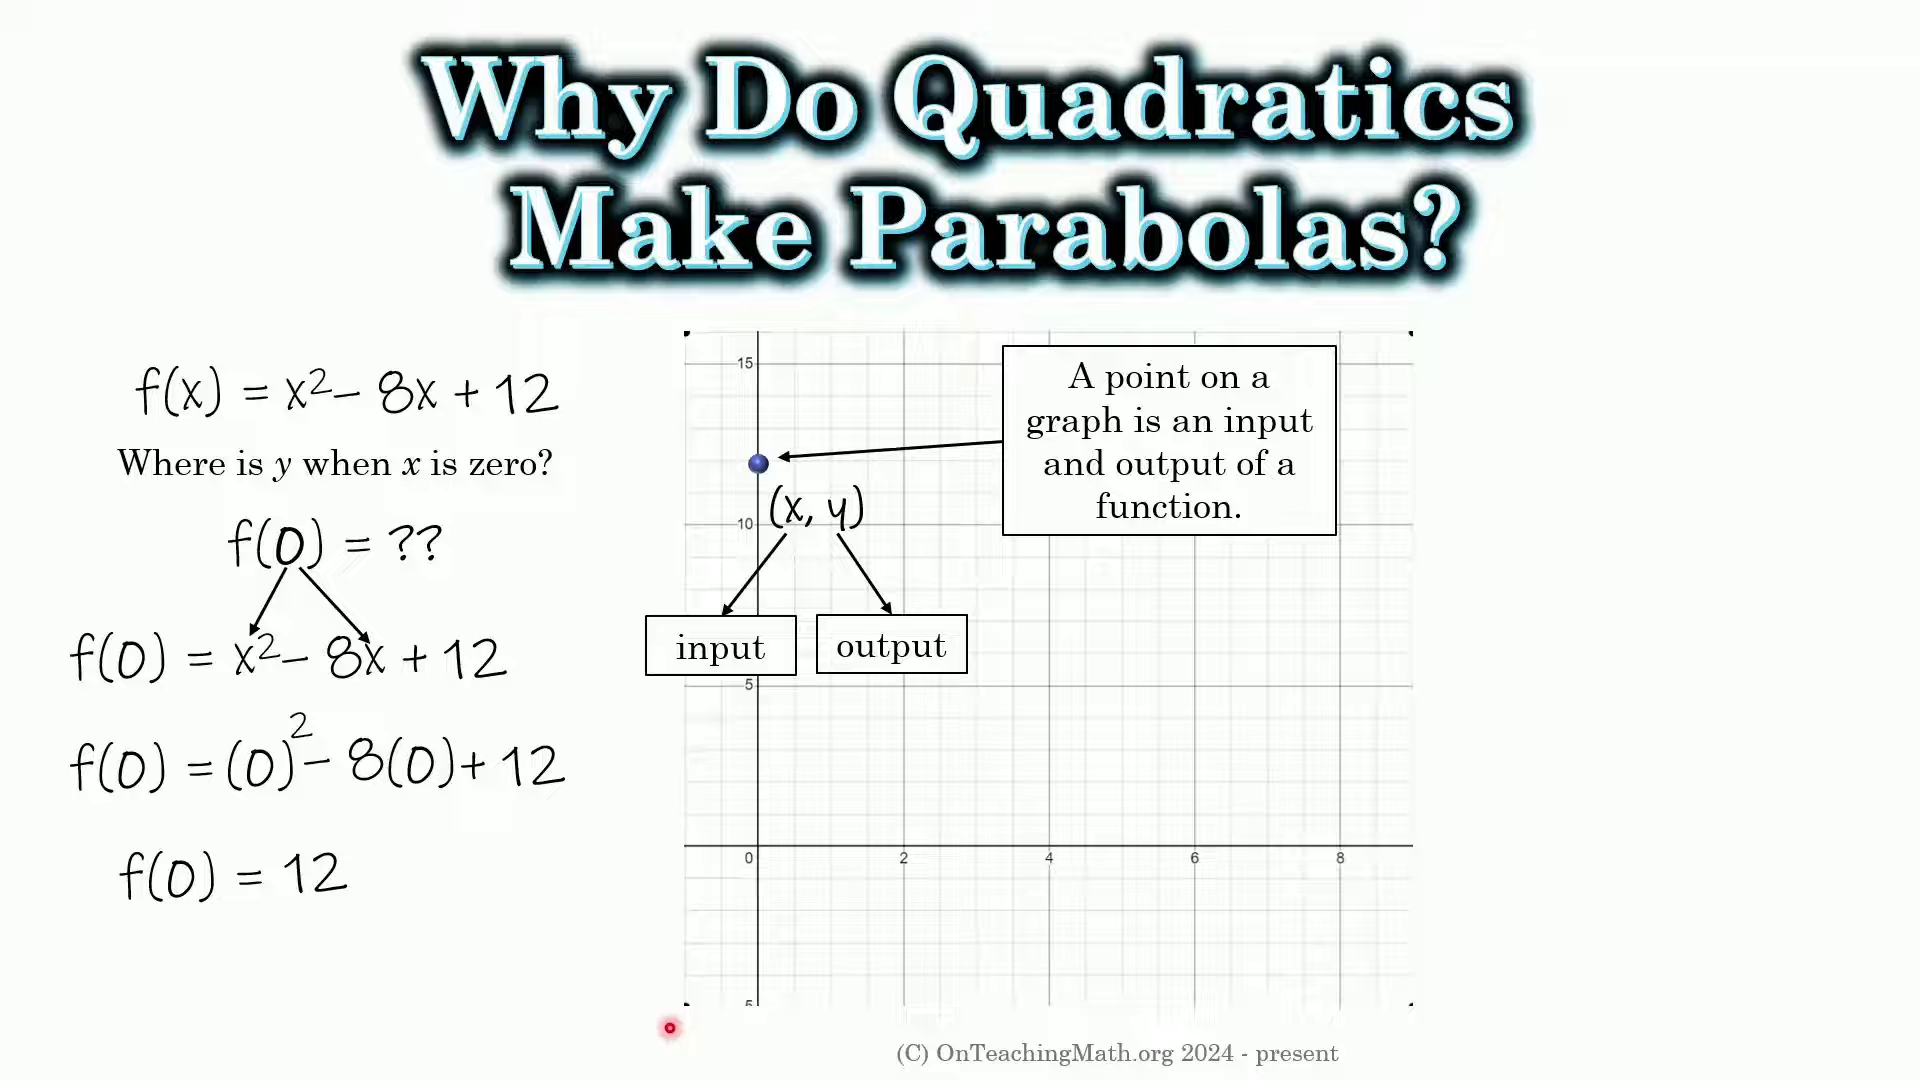 Why Do Quadratics
Make Parabolas?
f(x) = x² – 8x + 12
Where is y when x is zero?
f(0) = ??
f(0) = x² – 8x + 12
f(0) = (0)² – 8(0) + 12
f(0) = 12
15
10
5
0
2
4
6
8
5
A point on a
graph is an input
and output of a
function.
(x, y)
input
output
(C) OnTeachingMath.org 2024 - present